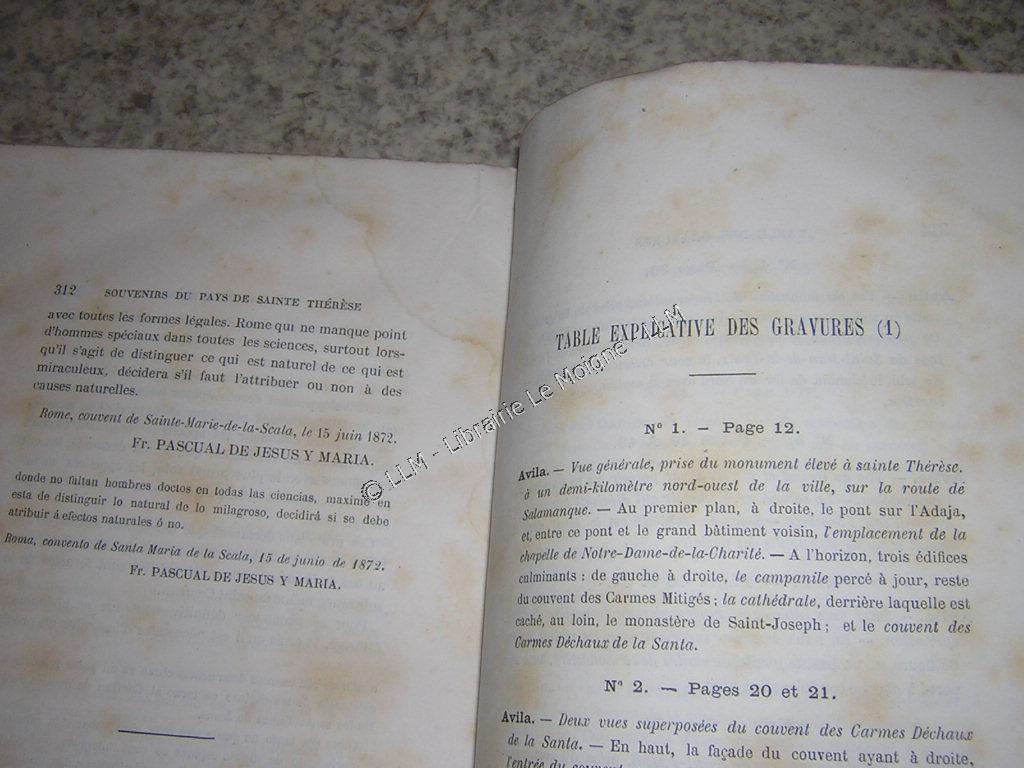 312 SOUVENIRS DU PAYS DE SAINTE THÉRÈSE
avec toutes les formes légales. Rome qui ne manque point
d'hommes spéciaux dans toutes les sciences, surtout lors-
qu'il s'agit de distinguer ce qui est naturel de ce qui est
miraculeux, décidera s'il faut l'attribuer ou non à des
causes naturelles.
Rome, couvent de Sainte-Marie-de-la-Scala, le 15 juin 1872.
Fr. PASCUAL DE JESUS Y MARIA.
donde no faltan hombres doctos en todas las ciencias, maxime en
esta de distinguir lo natural de lo milagroso, decidirá si se debe
atribuir á efectos naturales ó no.
Roma, convento de Santa Maria de la Scala, 15 de junio de 1872.
Fr. PASCUAL DE JESUS Y MARIA.
TABLE EXPLICATIVE DES GRAVURES (1)
N° 1. — Page 12.
Avila. — Vue générale, prise du monument élevé à sainte Thérèse.
à un demi-kilomètre nord-ouest de la ville, sur la route de
Salamanque. — Au premier plan, à droite, le pont sur l'Adaja,
et, entre ce pont et le grand bâtiment voisin, l'emplacement de la
chapelle de Notre-Dame-de-la-Charité. — A l'horizon, trois édifices
culminants : de gauche à droite, le campanile percé à jour, reste
du couvent des Carmes Mitigés ; la cathédrale, derrière laquelle est
caché, au loin, le monastère de Saint-Joseph ; et le couvent des
Carmes Déchaux de la Santa.
N° 2. — Pages 20 et 21.
Avila. — Deux vues superposées du couvent des Carmes Déchaux
de la Santa. — En haut, la façade du couvent ayant à droite,
l'entrée du couvent
© LLM - Librairie Le Moigne - LLM